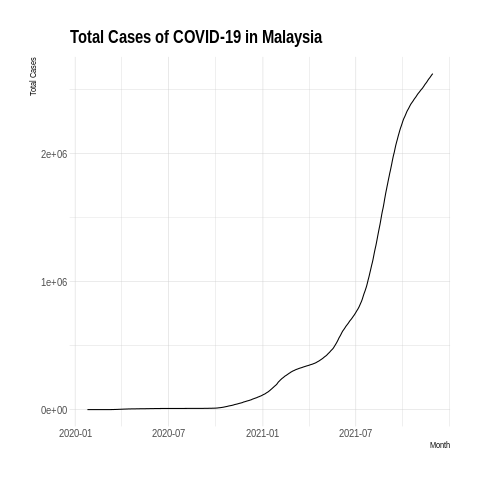 Total Cases of COVID-19 in Malaysia
Total Cases
2e+06
1e+06
0e+00
2020-01 2020-07 2021-01 2021-07
Month